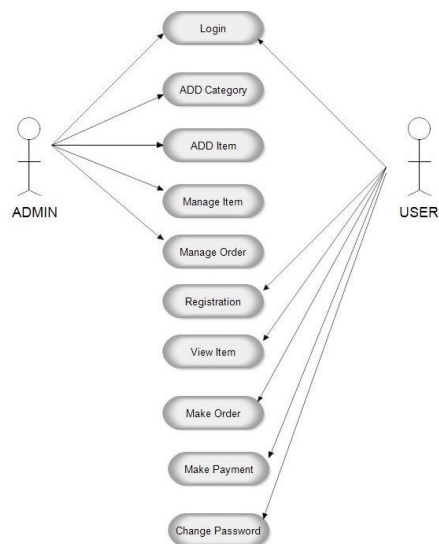 Login
ADD Category
ADD Item
Manage Item
ADMIN
USER
Manage Order
Registration
View Item
Make Order
Make Payment
Change Password